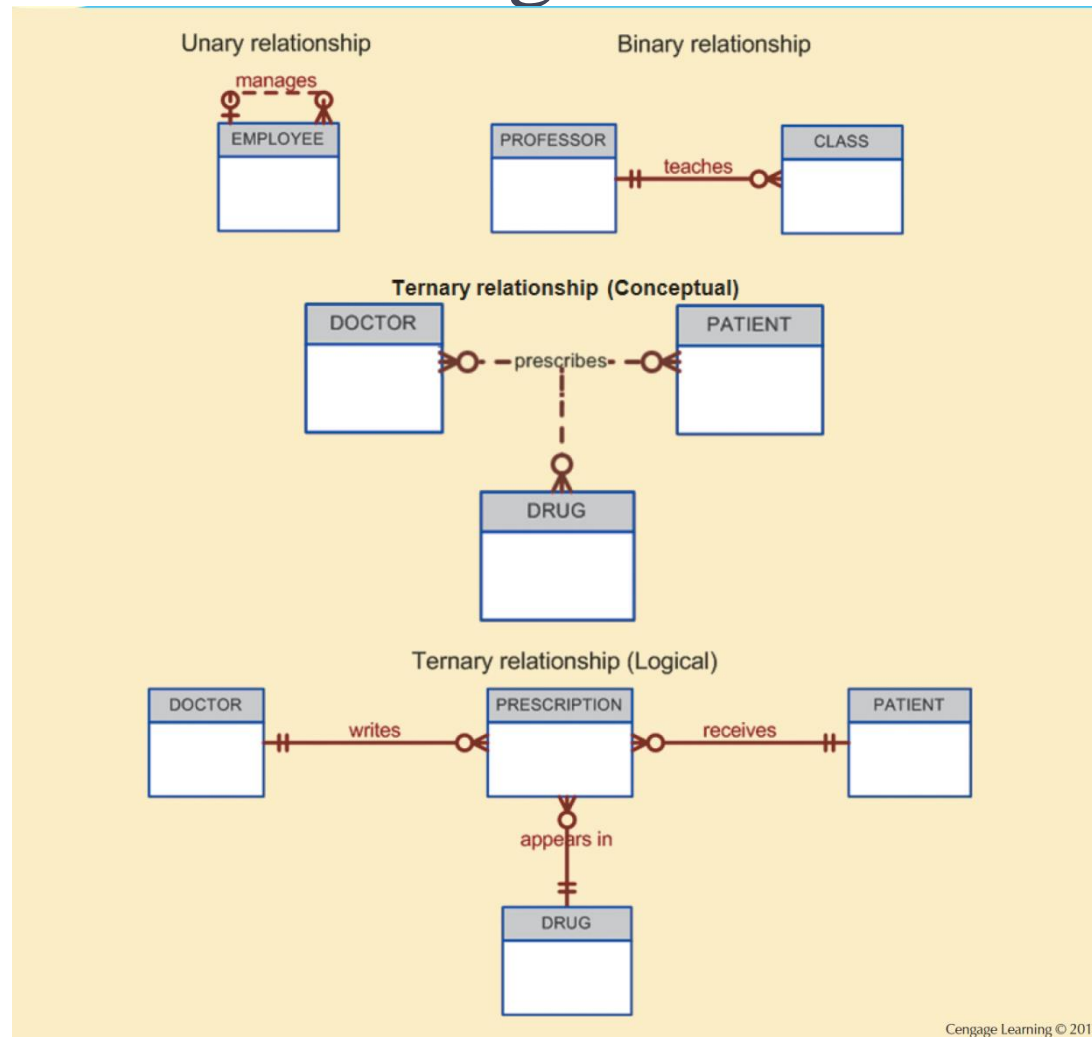 Unary relationship
Binary relationship
manages
EMPLOYEE
PROFESSOR
teaches
CLASS
Ternary relationship (Conceptual)
DOCTOR
PATIENT
prescribes
DRUG
Ternary relationship (Logical)
DOCTOR
PRESCRIPTION
PATIENT
writes
receives
appears in
DRUG
Cengage Learning © 201